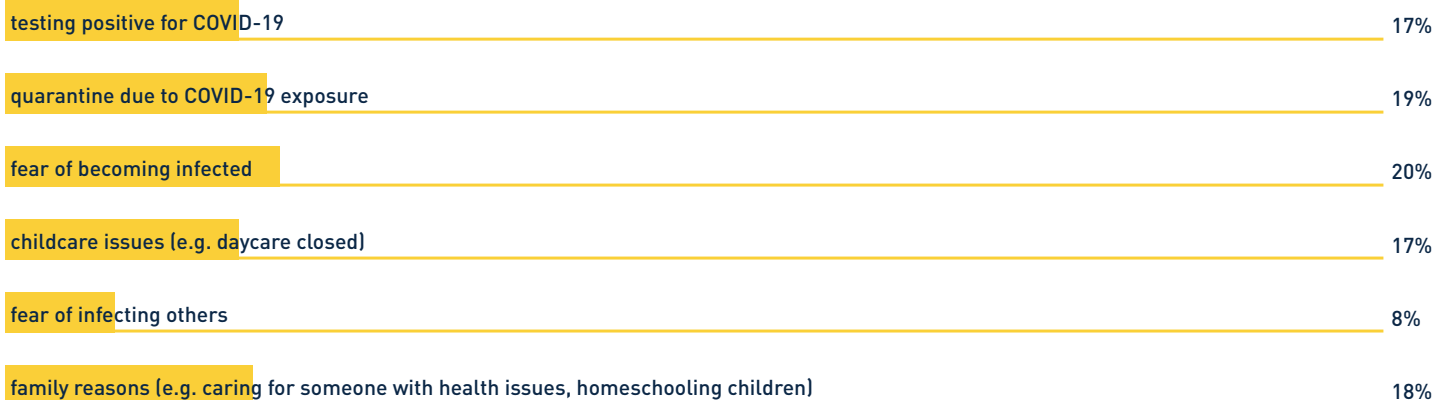 testing positive for COVID-19 17%
quarantine due to COVID-19 exposure 19%
fear of becoming infected 20%
childcare issues (e.g. daycare closed) 17%
fear of infecting others 8%
family reasons (e.g. caring for someone with health issues, homeschooling children) 18%